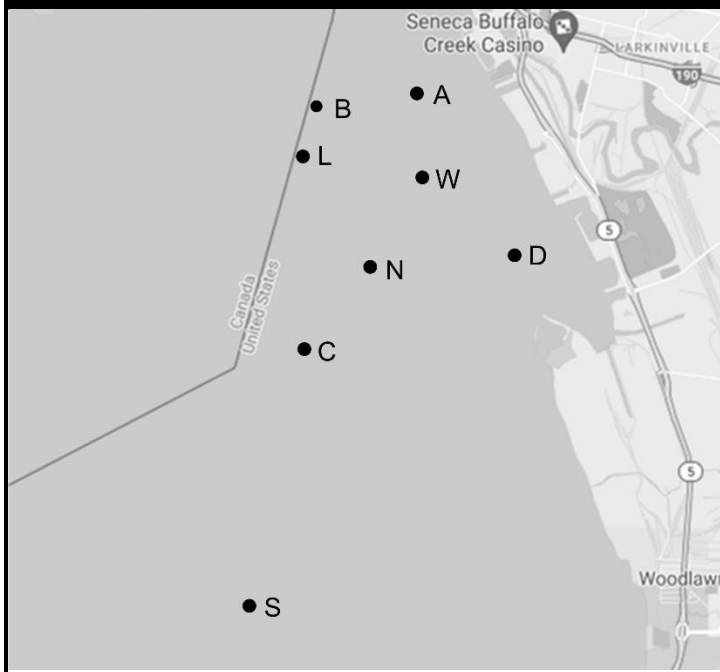 Seneca Buffalo
Creek Casino
LARKINVILLE
190
A
B
L
W
5
D
N
Canada
United States
C
5
Woodlawn
S